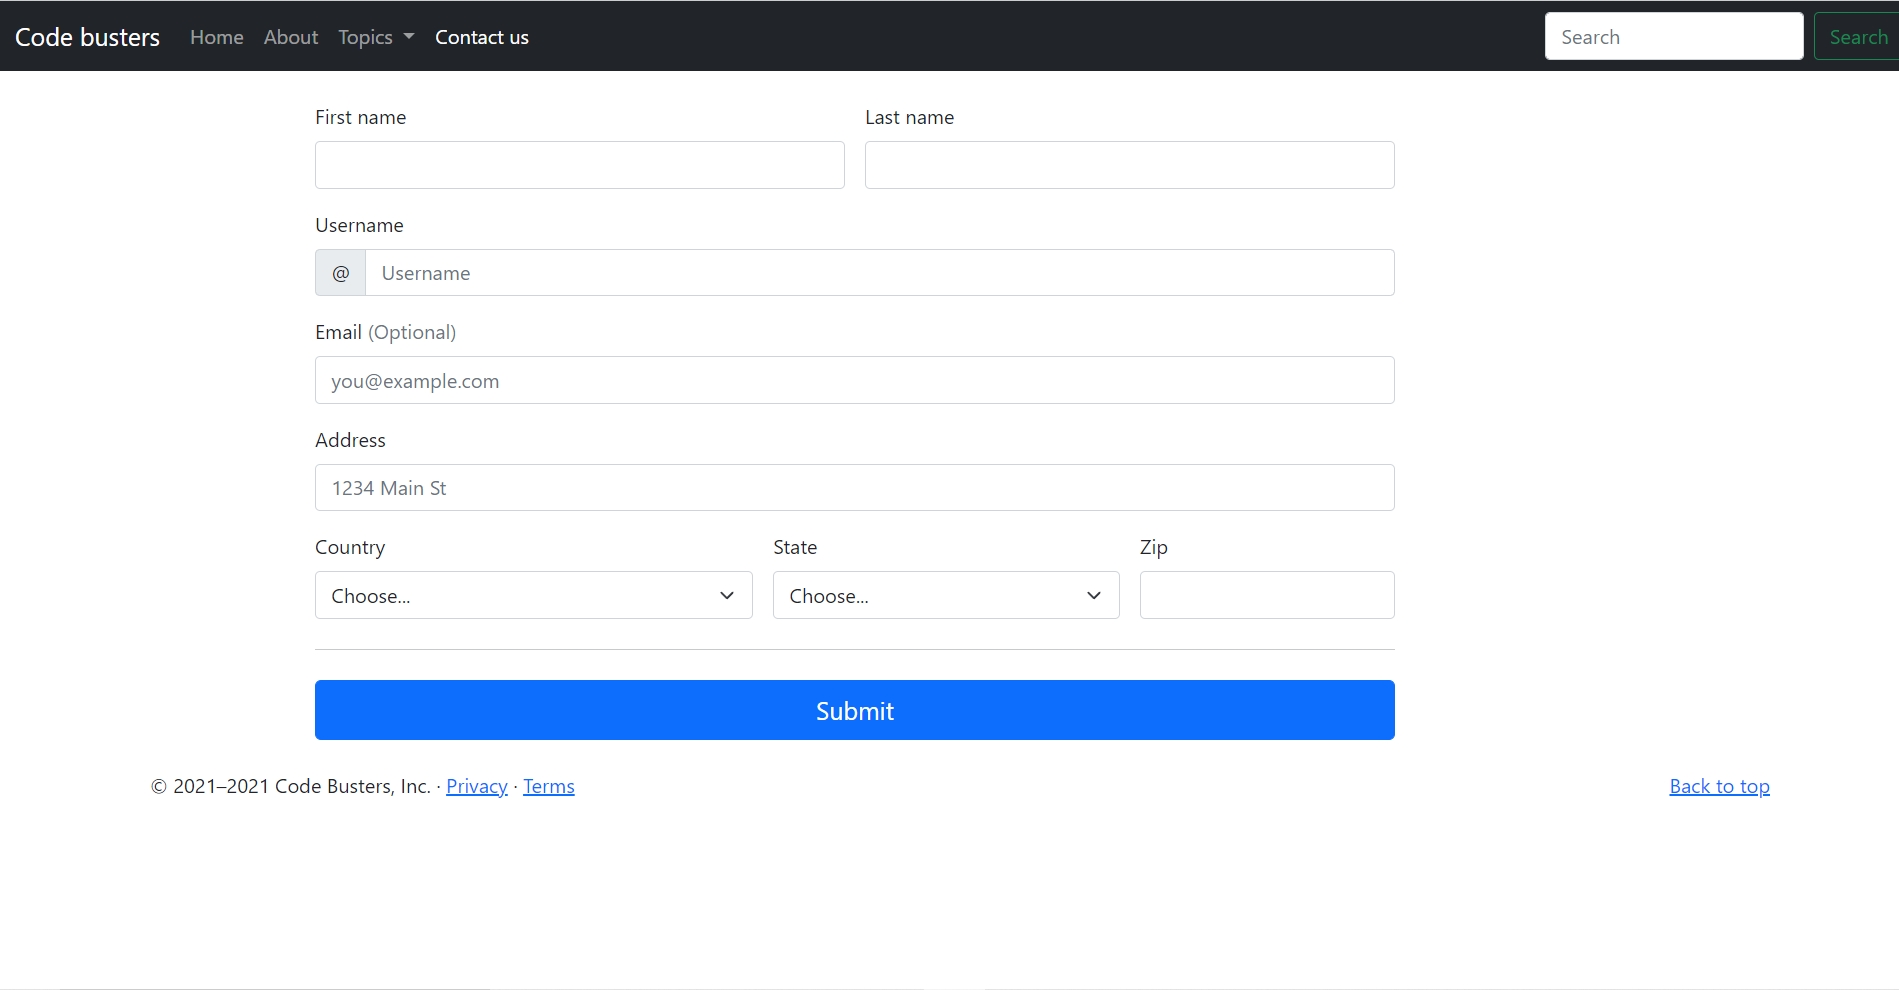 Code busters Home About Topics Contact us Search Search
First name Last name
Username
@ Username
Email (Optional)
you@example.com
Address
1234 Main St
Country State Zip
Choose... Choose...
Submit
© 2021–2021 Code Busters, Inc. · Privacy · Terms Back to top